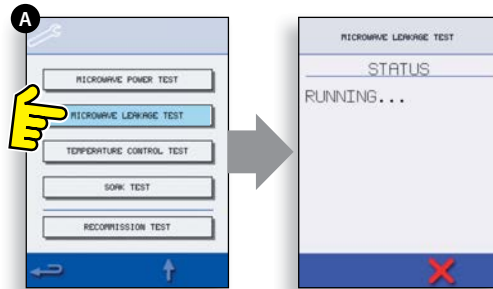 A
MICROWAVE POWER TEST
MICROWAVE LEAKAGE TEST
TEMPERATURE CONTROL TEST
SOAK TEST
RECOMMISSION TEST
MICROWAVE LEAKAGE TEST
STATUS
RUNNING...